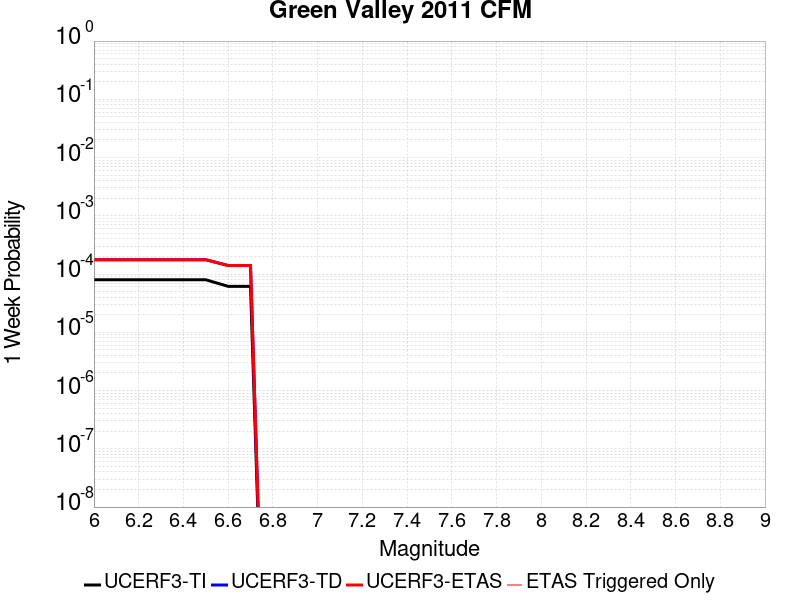 Green Valley 2011 CFM
10^0
10^-1
10^-2
10^-3
10^-4
10^-5
10^-6
10^-7
10^-8
1 Week Probability
6 6.2 6.4 6.6 6.8 7 7.2 7.4 7.6 7.8 8 8.2 8.4 8.6 8.8 9
Magnitude
UCERF3-TI UCERF3-TD UCERF3-ETAS ETAS Triggered Only